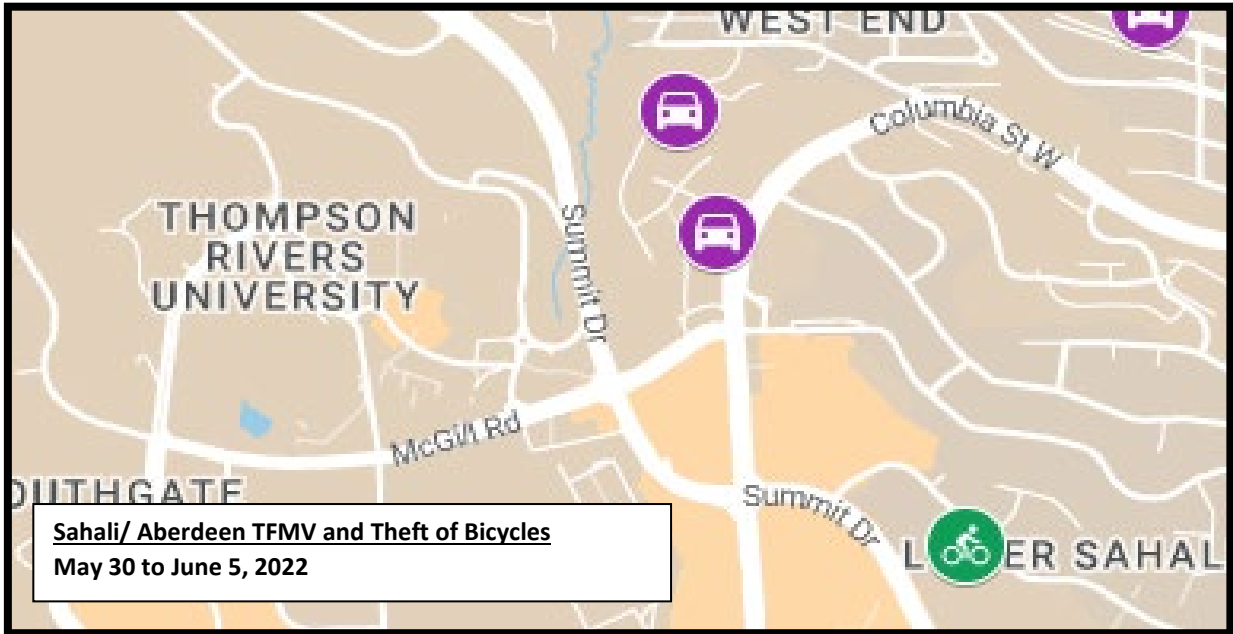 WEST END
Columbia St W
THOMPSON
RIVERS
UNIVERSITY
Summit Dr
McGill Rd
OUTHGATE
Summit Dr
L ER SAHAL
Sahali/ Aberdeen TFMV and Theft of Bicycles
May 30 to June 5, 2022